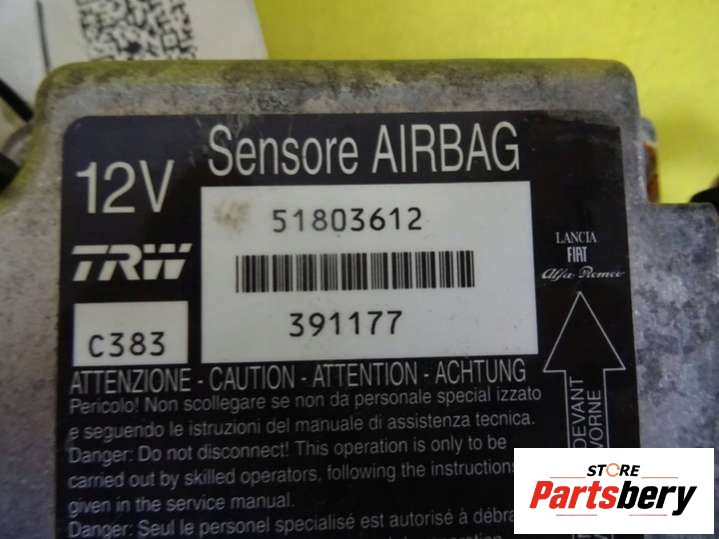 Sensore AIRBAG
12V
51803612
TRW
391177
C383
LANCIA
FIAT
Alfa Romeo
ATTENZIONE - CAUTION - ATTENTION - ACHTUNG
Pericolo! Non scollegare se non da personale special izzato
e seguendo le istruzioni del manuale di assistenza tecnica.
Danger: Do not disconnect! This operation is only to be
carried out by skilled operators, following the instructions
given in the service manual.
Danger: Seul le personel spécialisé est autorisé à
DEVANT
STORE
Partsbery